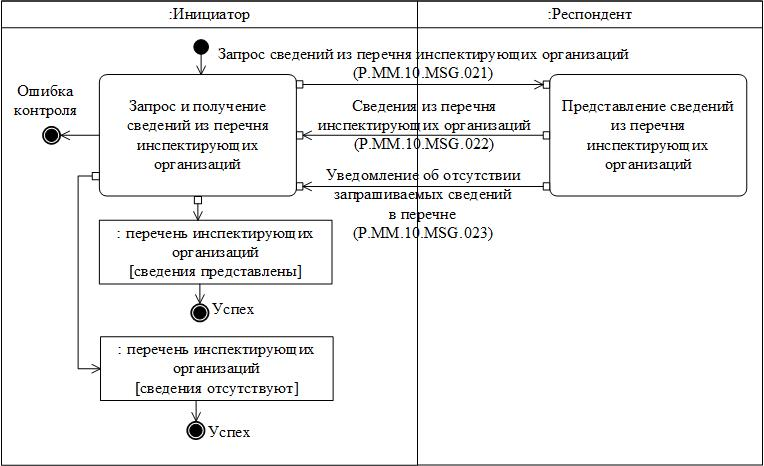 :Инициатор
:Респондент
Запрос сведений из перечня инспектирующих организаций
(P.MM.10.MSG.021)
Ошибка
контроля
Запрос и получение
сведений из перечня
инспектирующих
организаций
Сведения из перечня
инспектирующих организаций
(P.MM.10.MSG.022)
Представление сведений
из перечня
инспектирующих
организаций
Уведомление об отсутствии
запрашиваемых сведений
в перечне
(P.MM.10.MSG.023)
: перечень инспектирующих
организаций
[сведения представлены]
Успех
: перечень инспектирующих
организаций
[сведения отсутствуют]
Успех